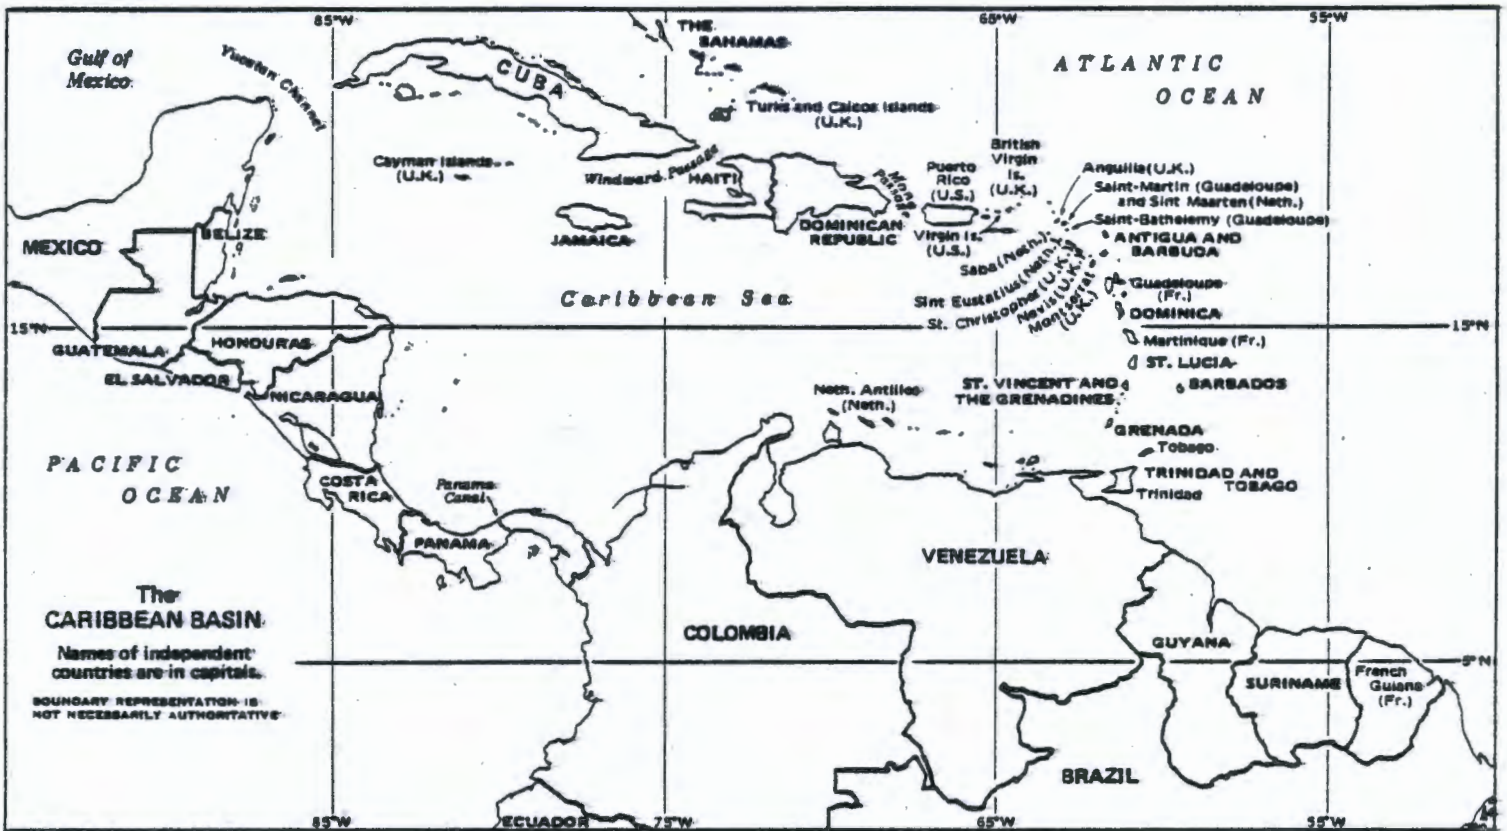 85°W
65°W
55°W
Gulf of
Mexico
Yucatan Channel
CUBA
THE
BAHAMAS
ATLANTIC
OCEAN
Turks and Caicos Islands
(U.K.)
Cayman Islands
(U.K.)
Windward Passage
HAITI
Mona
Passage
DOMINICAN
REPUBLIC
JAMAICA
Puerto
Rico
(U.S.)
British
Virgin
Is.
(U.K.)
Virgin Is.
(U.S.)
Anguilla (U.K.)
Saint-Martin (Guadeloupe)
and Sint Maarten (Neth.)
Saint-Bathelemy (Guadeloupe)
Saba (Neth.)
Sint Eustatius (Neth.)
St. Christopher (U.K.)
Nevis (U.K.)
Montserrat
(U.K.)
ANTIGUA AND
BARBUDA
Guadeloupe
(Fr.)
DOMINICA
Martinique (Fr.)
ST. LUCIA
BARBADOS
ST. VINCENT AND
THE GRENADINES
GRENADA
Tobago
TRINIDAD AND
TOBAGO
Trinidad
MEXICO
BELIZE
Caribbean Sea
15°N
15°N
GUATEMALA
HONDURAS
EL SALVADOR
NICARAGUA
Neth. Antilles
(Neth.)
PACIFIC
OCEAN
COSTA
RICA
Panama
Canal
PANAMA
VENEZUELA
COLOMBIA
GUYANA
SURINAME
French
Guiana
(Fr.)
5°N
BRAZIL
ECUADOR
The
CARIBBEAN BASIN
Names of independent
countries are in capitals.
BOUNDARY REPRESENTATION IS
NOT NECESSARILY AUTHORITATIVE
85°W
75°W
65°W
55°W